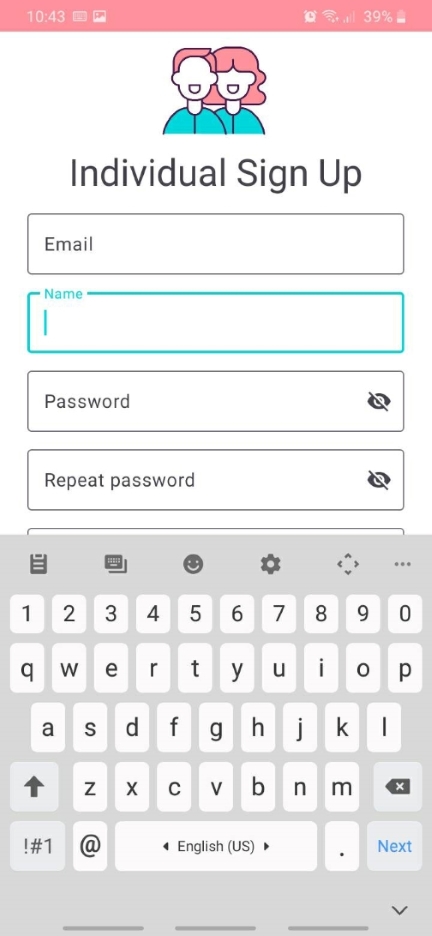 10:43 39%
Individual Sign Up
Email
Name
Password
Repeat password
1 2 3 4 5 6 7 8 9 0
q w e r t y u i o p
a s d f g h j k l
z x c v b n m
!#1 @ English (US) . Next